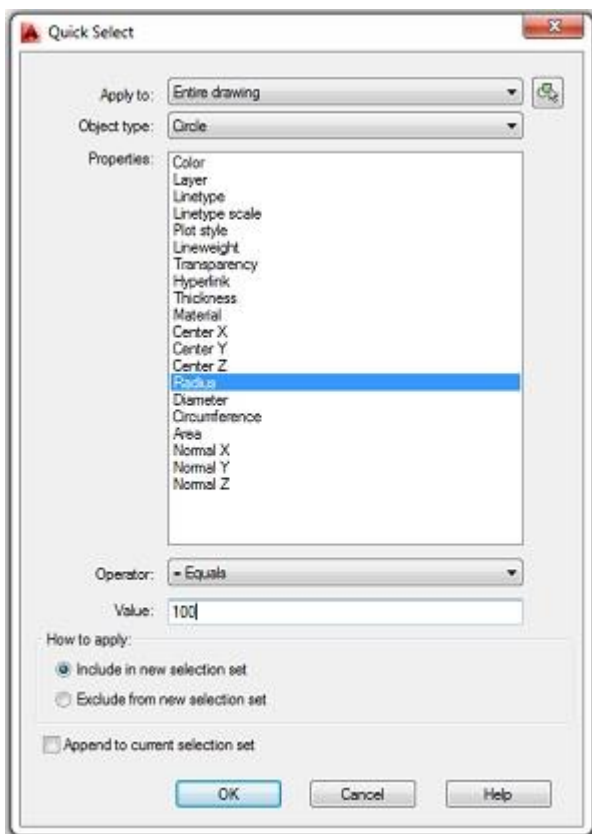 Quick Select
Apply to: Entire drawing
Object type: Circle
Properties:
Color
Layer
Linetype
Linetype scale
Plot style
Lineweight
Transparency
Hyperlink
Thickness
Material
Center X
Center Y
Center Z
Radius
Diameter
Circumference
Area
Normal X
Normal Y
Normal Z
Operator: = Equals
Value: 100
How to apply:
Include in new selection set
Exclude from new selection set
Append to current selection set
OK Cancel Help